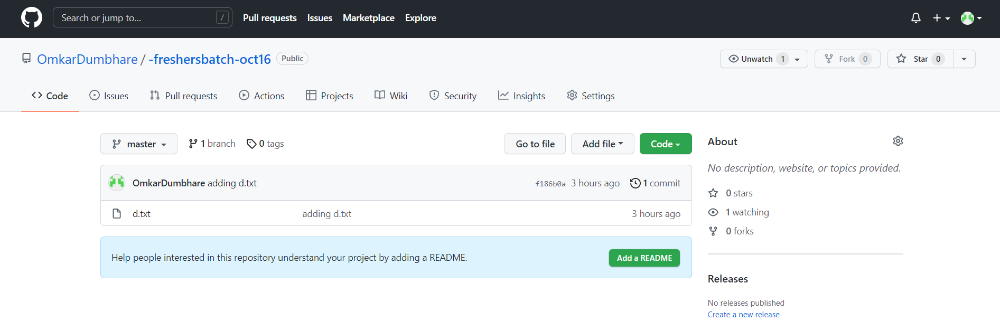 Search or jump to... / Pull requests Issues Marketplace Explore
OmkarDumbhare / -freshersbatch-oct16 Public Unwatch 1 Fork 0 Star 0
Code Issues Pull requests Actions Projects Wiki Security Insights Settings
master 1 branch 0 tags Go to file Add file Code
OmkarDumbhare adding d.txt f186b0a 3 hours ago 1 commit
d.txt adding d.txt 3 hours ago
Help people interested in this repository understand your project by adding a README. Add a README
About
No description, website, or topics provided.
0 stars
1 watching
0 forks
Releases
No releases published
Create a new release